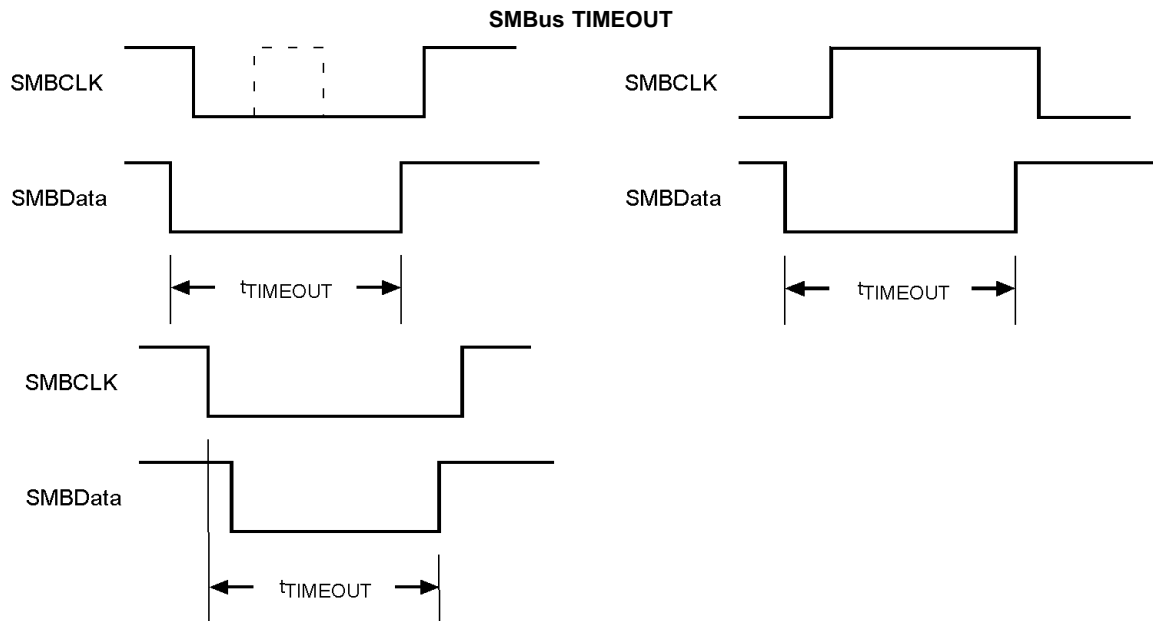 SMBus TIMEOUT
SMBCLK
SMBData
tTIMEOUT
SMBCLK
SMBData
tTIMEOUT
SMBCLK
SMBData
tTIMEOUT